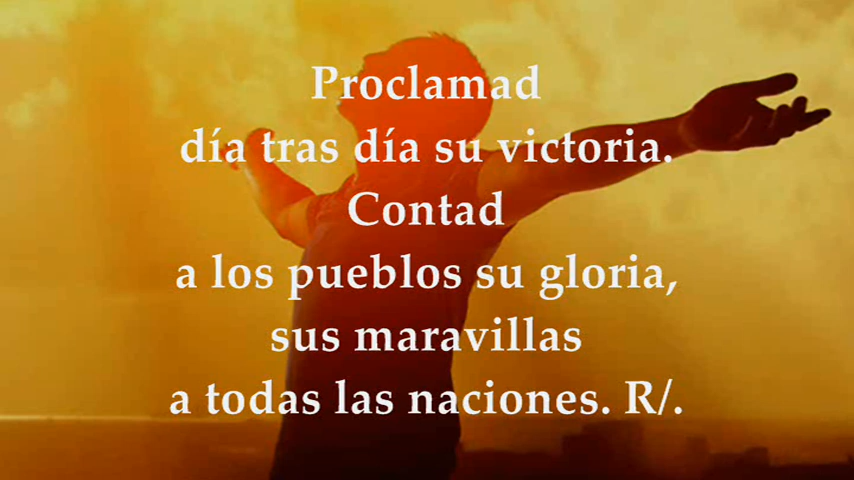 Proclamad
día tras día su victoria.
Contad
a los pueblos su gloria,
sus maravillas
a todas las naciones. R/.